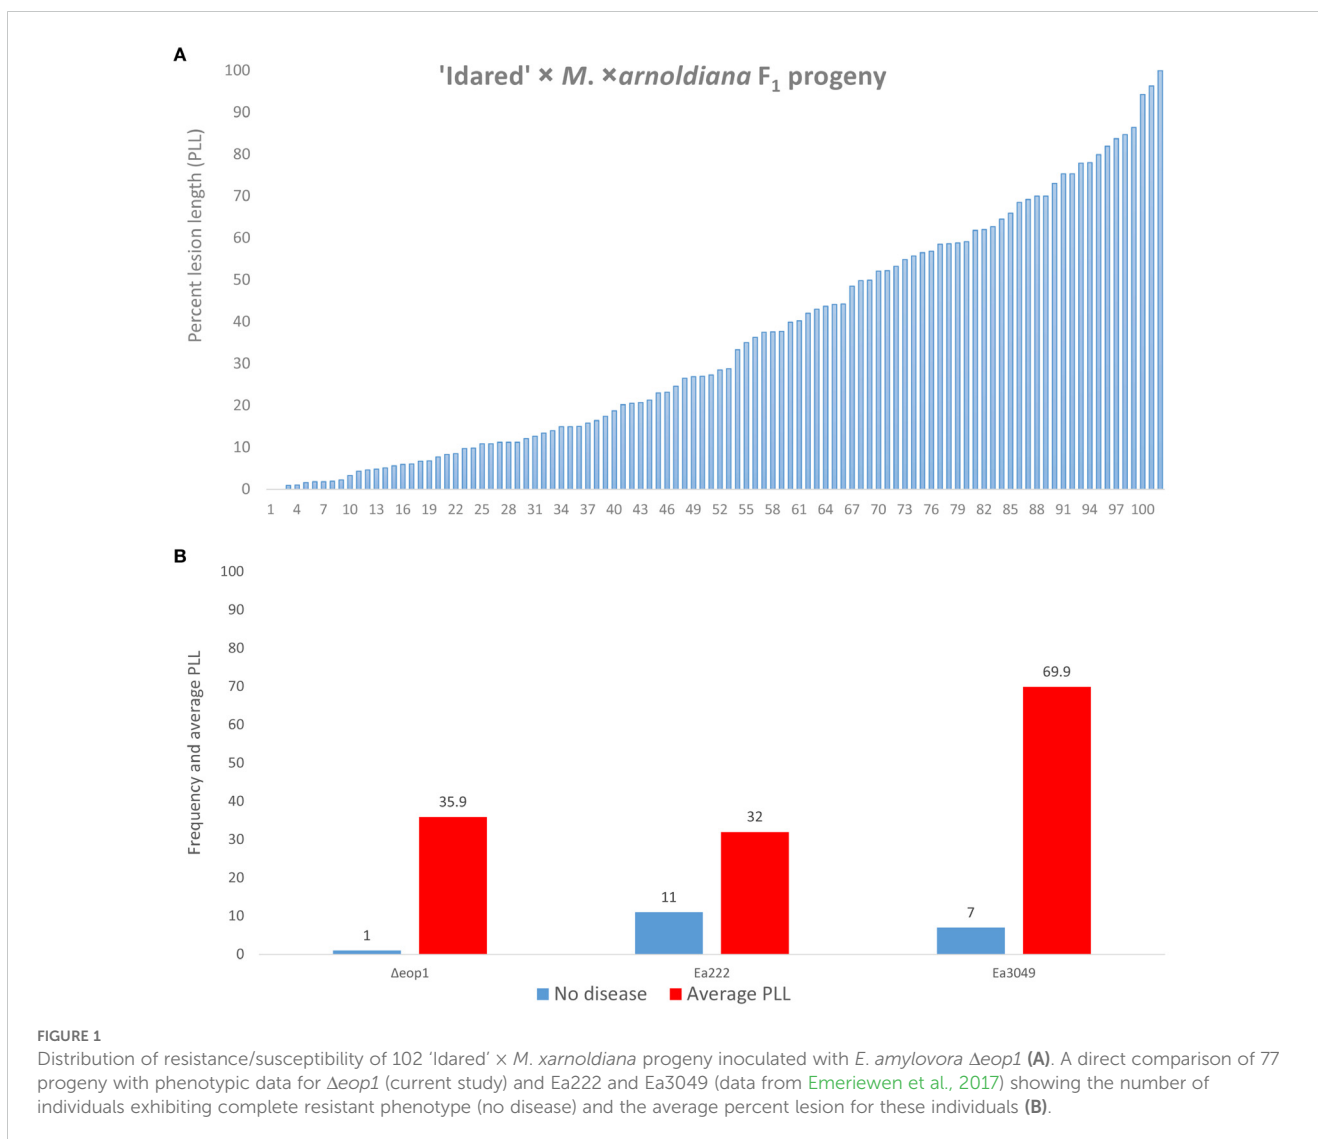 A
'Idared' × M. ×arnoldiana F1 progeny
Percent lesion length (PLL)
100
90
80
70
60
50
40
30
20
10
0
1 4 7 10 13 16 19 22 25 28 31 34 37 40 43 46 49 52 55 58 61 64 67 70 73 76 79 82 85 88 91 94 97 100
B
Frequency and average PLL
100
90
80
70
60
50
40
30
20
10
0
1 35.9 11 32 7 69.9
Δeop1 Ea222 Ea3049
No disease Average PLL
FIGURE 1
Distribution of resistance/susceptibility of 102 ‘Idared’ × M. xarnoldiana progeny inoculated with E. amylovora Δeop1 (A). A direct comparison of 77
progeny with phenotypic data for Δeop1 (current study) and Ea222 and Ea3049 (data from Emeriewen et al., 2017) showing the number of
individuals exhibiting complete resistant phenotype (no disease) and the average percent lesion for these individuals (B).